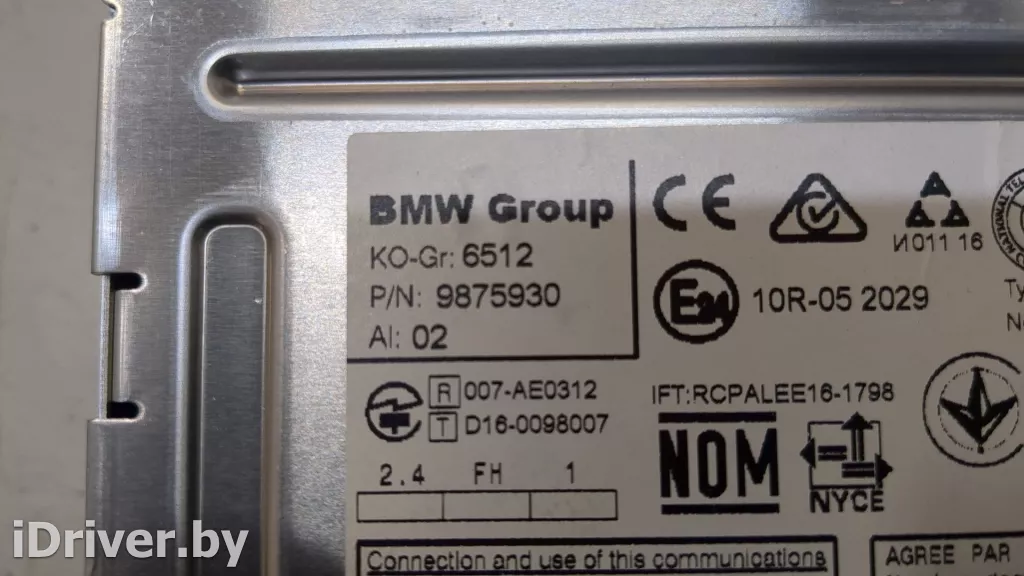 BMW Group
KO-Gr: 6512
P/N: 9875930
AI: 02
И011 16
E24
10R-05 2029
R 007-AE0312
T D16-0098007
IFT:RCPALEE16-1798
2.4 FH 1
NOM
NYCE
Connection and use of this communications
AGREE PAR
iDriver.by